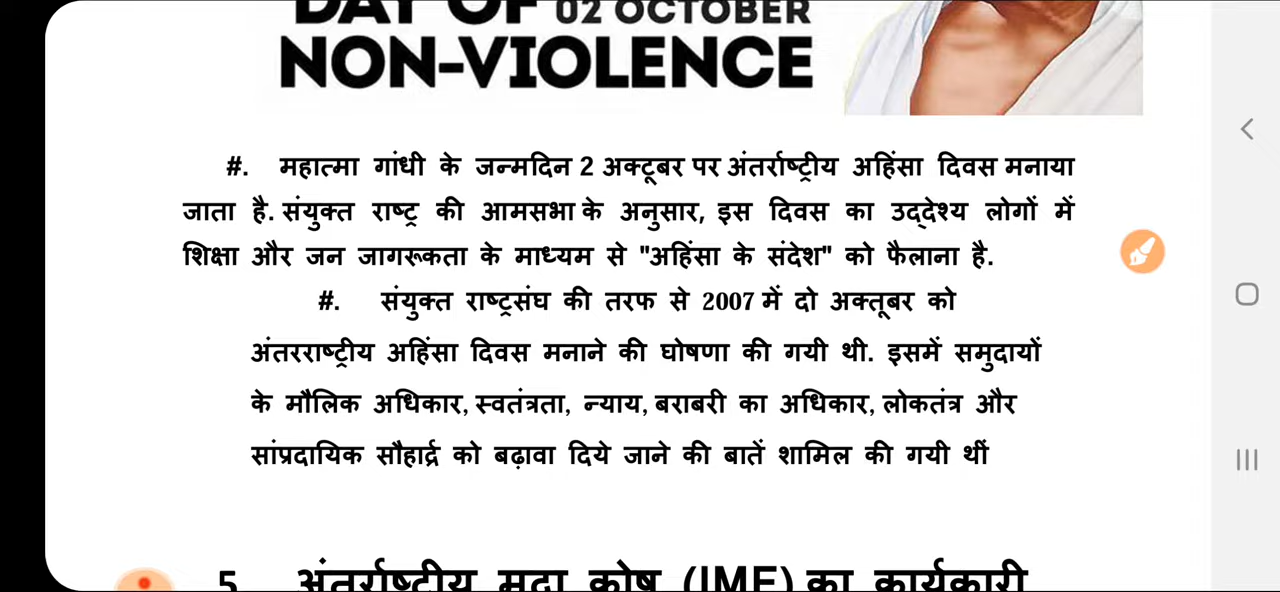 DAY OF 02 OCTOBER
NON-VIOLENCE
#. महात्मा गांधी के जन्मदिन 2 अक्टूबर पर अंतर्राष्ट्रीय अहिंसा दिवस मनाया
जाता है. संयुक्त राष्ट्र की आमसभा के अनुसार, इस दिवस का उद्देश्य लोगों में
शिक्षा और जन जागरूकता के माध्यम से "अहिंसा के संदेश" को फैलाना है.
#. संयुक्त राष्ट्रसंघ की तरफ से 2007 में दो अक्तूबर को
अंतरराष्ट्रीय अहिंसा दिवस मनाने की घोषणा की गयी थी. इसमें समुदायों
के मौलिक अधिकार, स्वतंत्रता, न्याय, बराबरी का अधिकार, लोकतंत्र और
सांप्रदायिक सौहार्द्र को बढ़ावा दिये जाने की बातें शामिल की गयी थीं
5 अंतर्राष्ट्रीय मुद्रा कोष (IMF) का कार्यकारी